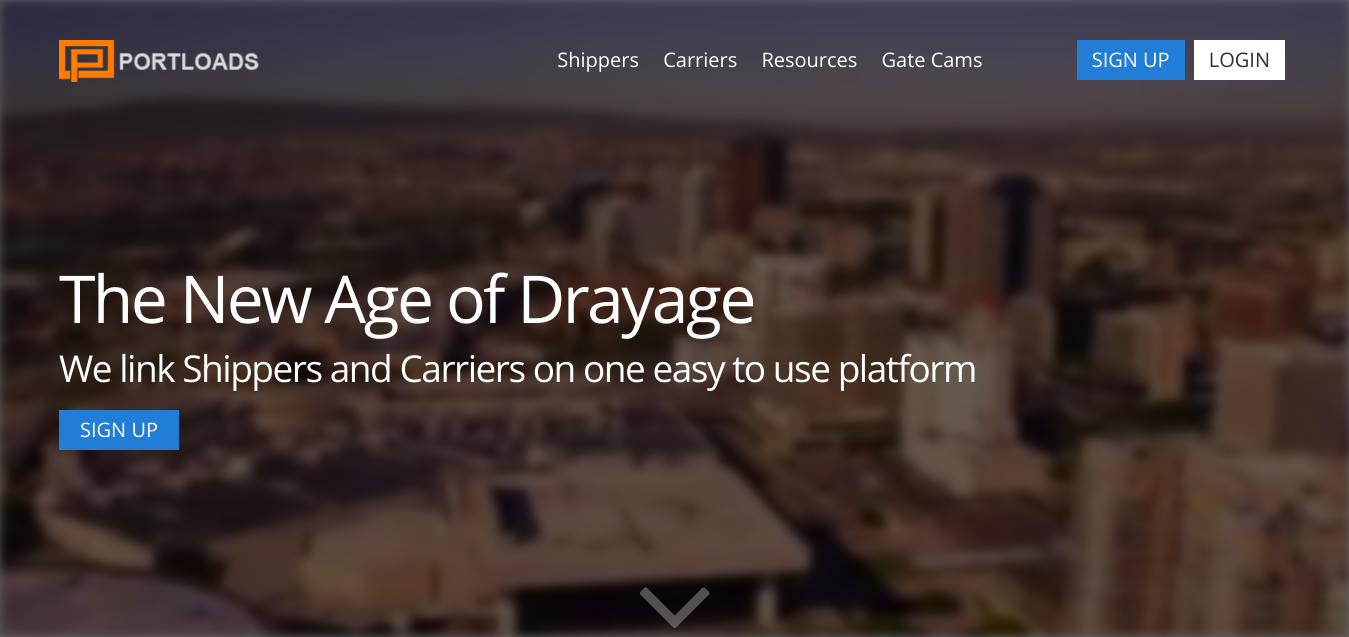 PORTLOADS
Shippers Carriers Resources Gate Cams
SIGN UP LOGIN
The New Age of Drayage
We link Shippers and Carriers on one easy to use platform
SIGN UP